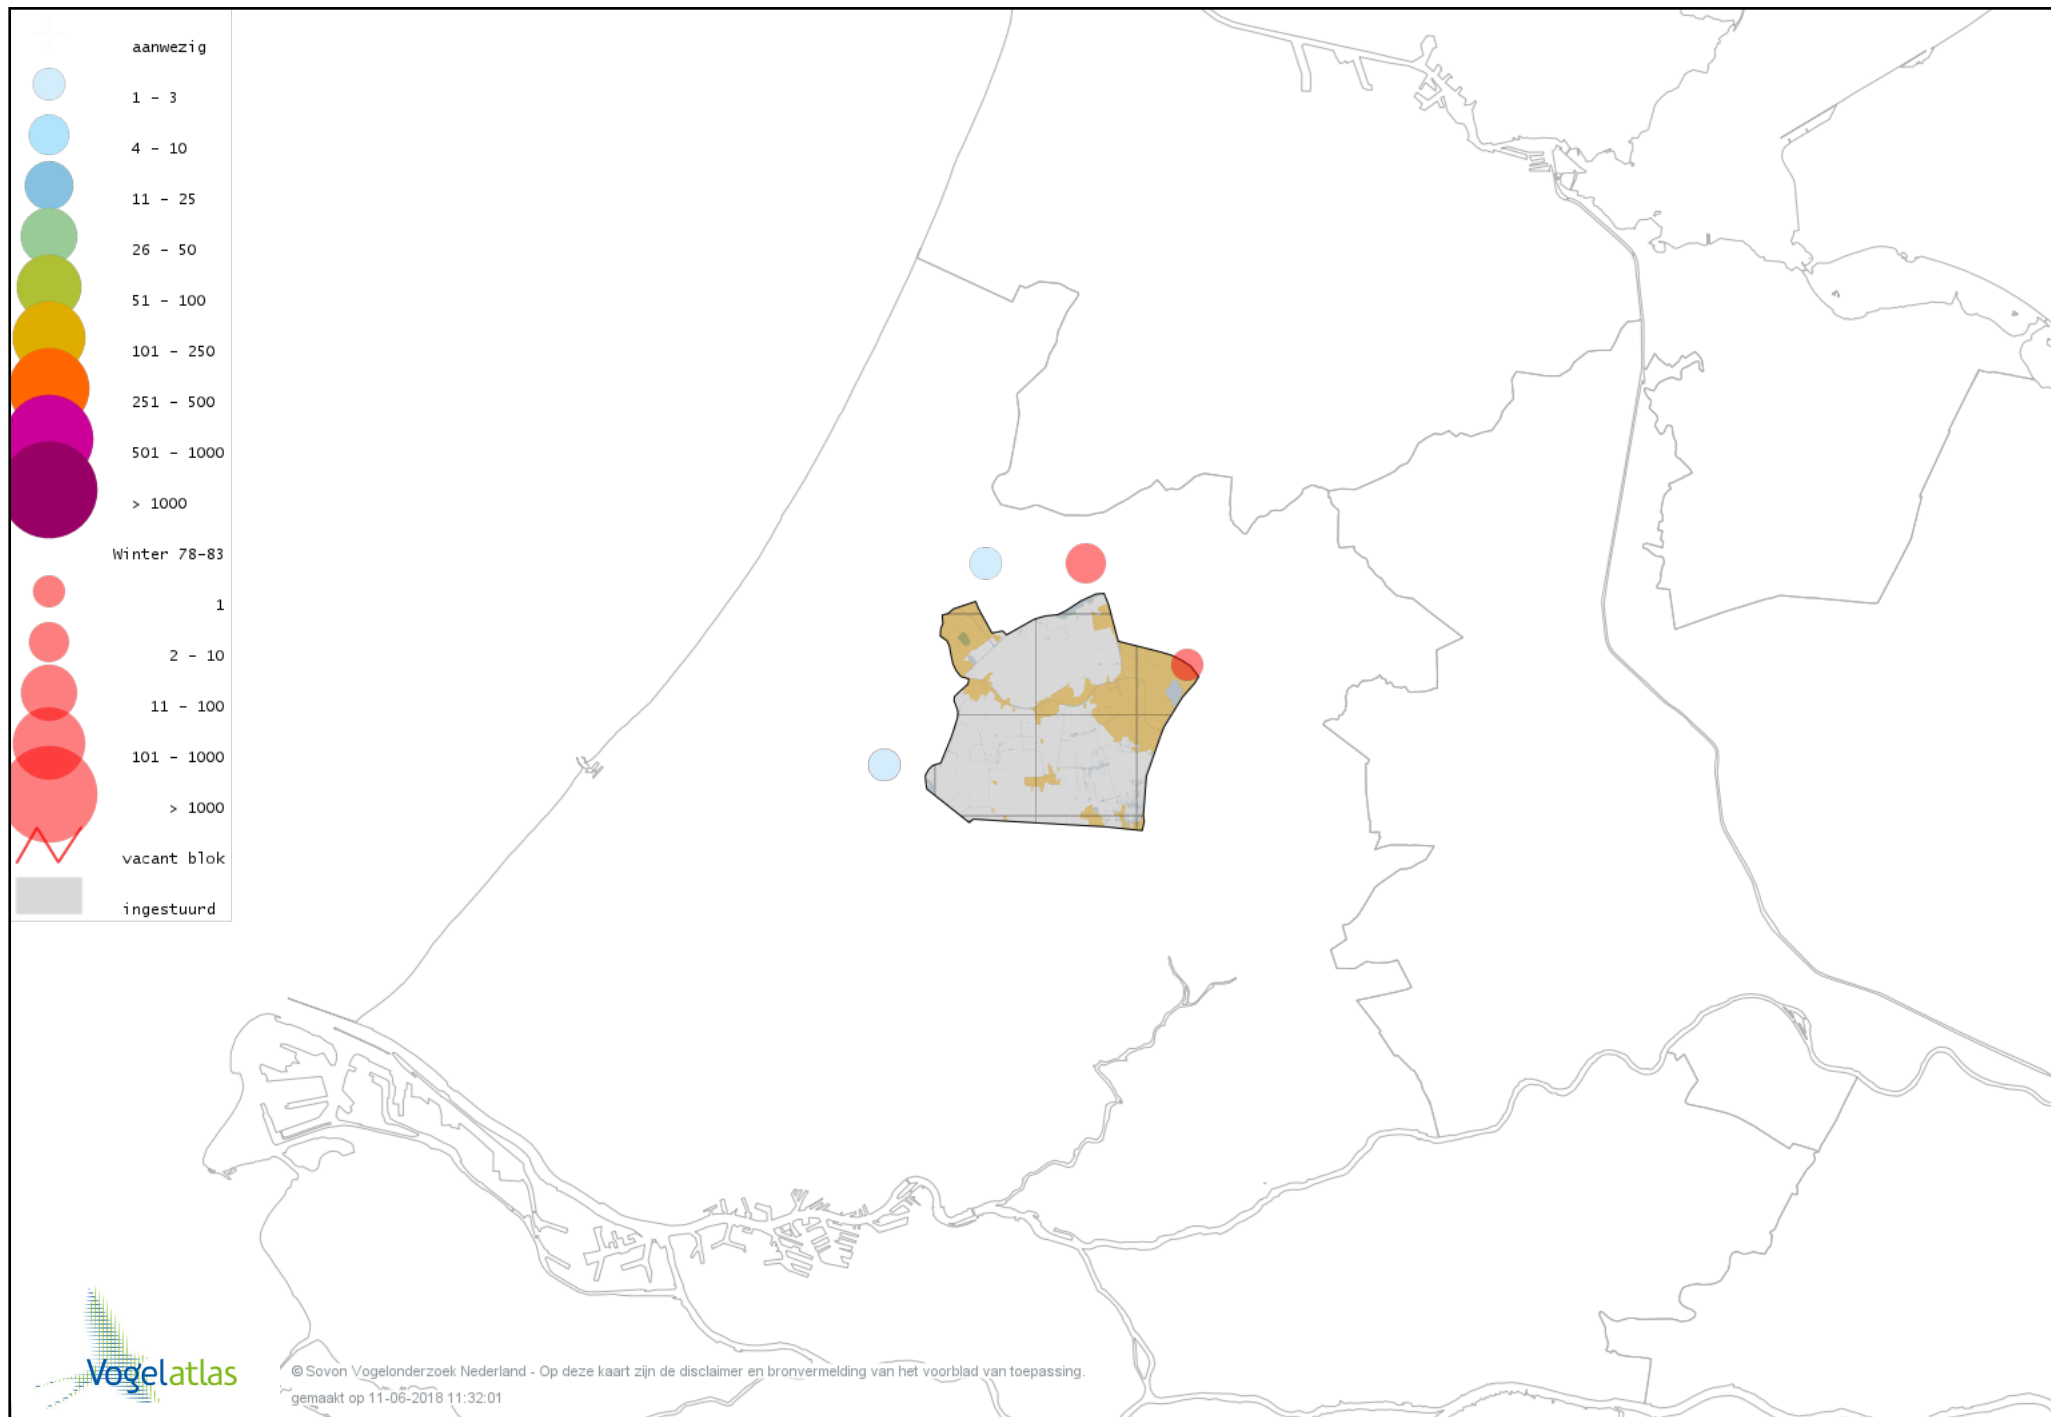 aanwezig
1 - 3
4 - 10
11 - 25
26 - 50
51 - 100
101 - 250
251 - 500
501 - 1000
> 1000
Winter 78-83
1
2 - 10
11 - 100
101 - 1000
> 1000
vacant blok
ingestuurd
Vogelatlas
© Sovon Vogelonderzoek Nederland - Op deze kaart zijn de disclaimer en bronvermelding van het voorblad van toepassing.
gemaakt op 11-06-2018 11:32:01